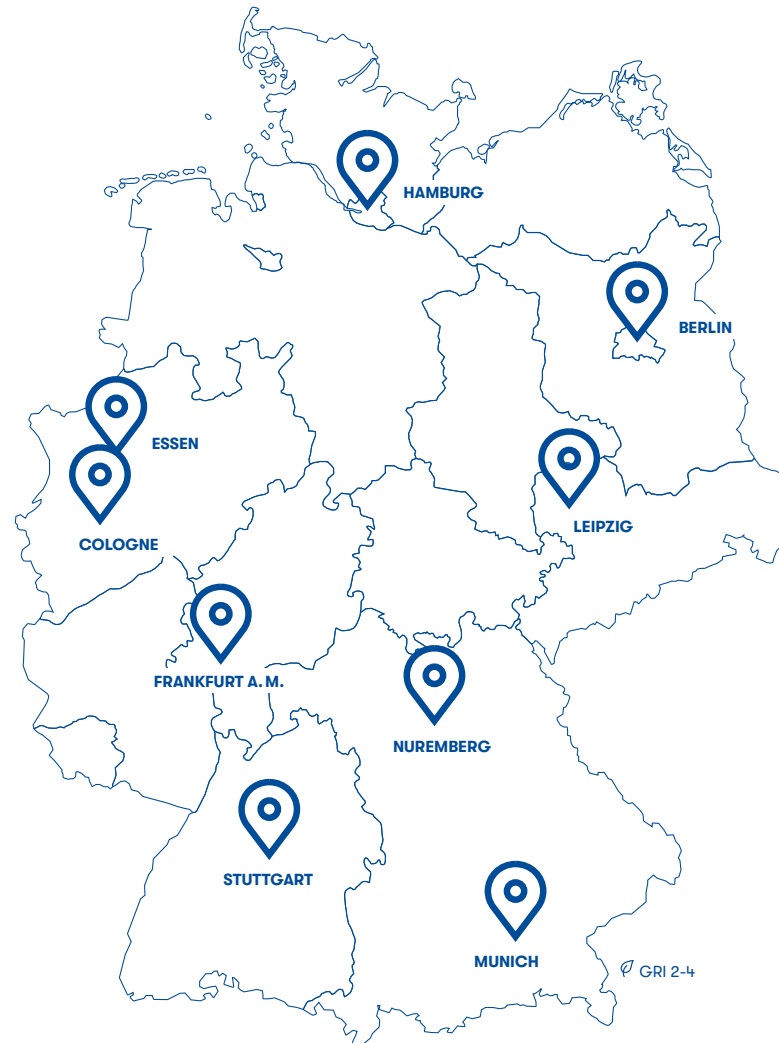 HAMBURG
BERLIN
ESSEN
LEIPZIG
COLOGNE
FRANKFURT A. M.
NUREMBERG
STUTTGART
MUNICH
GRI 2-4